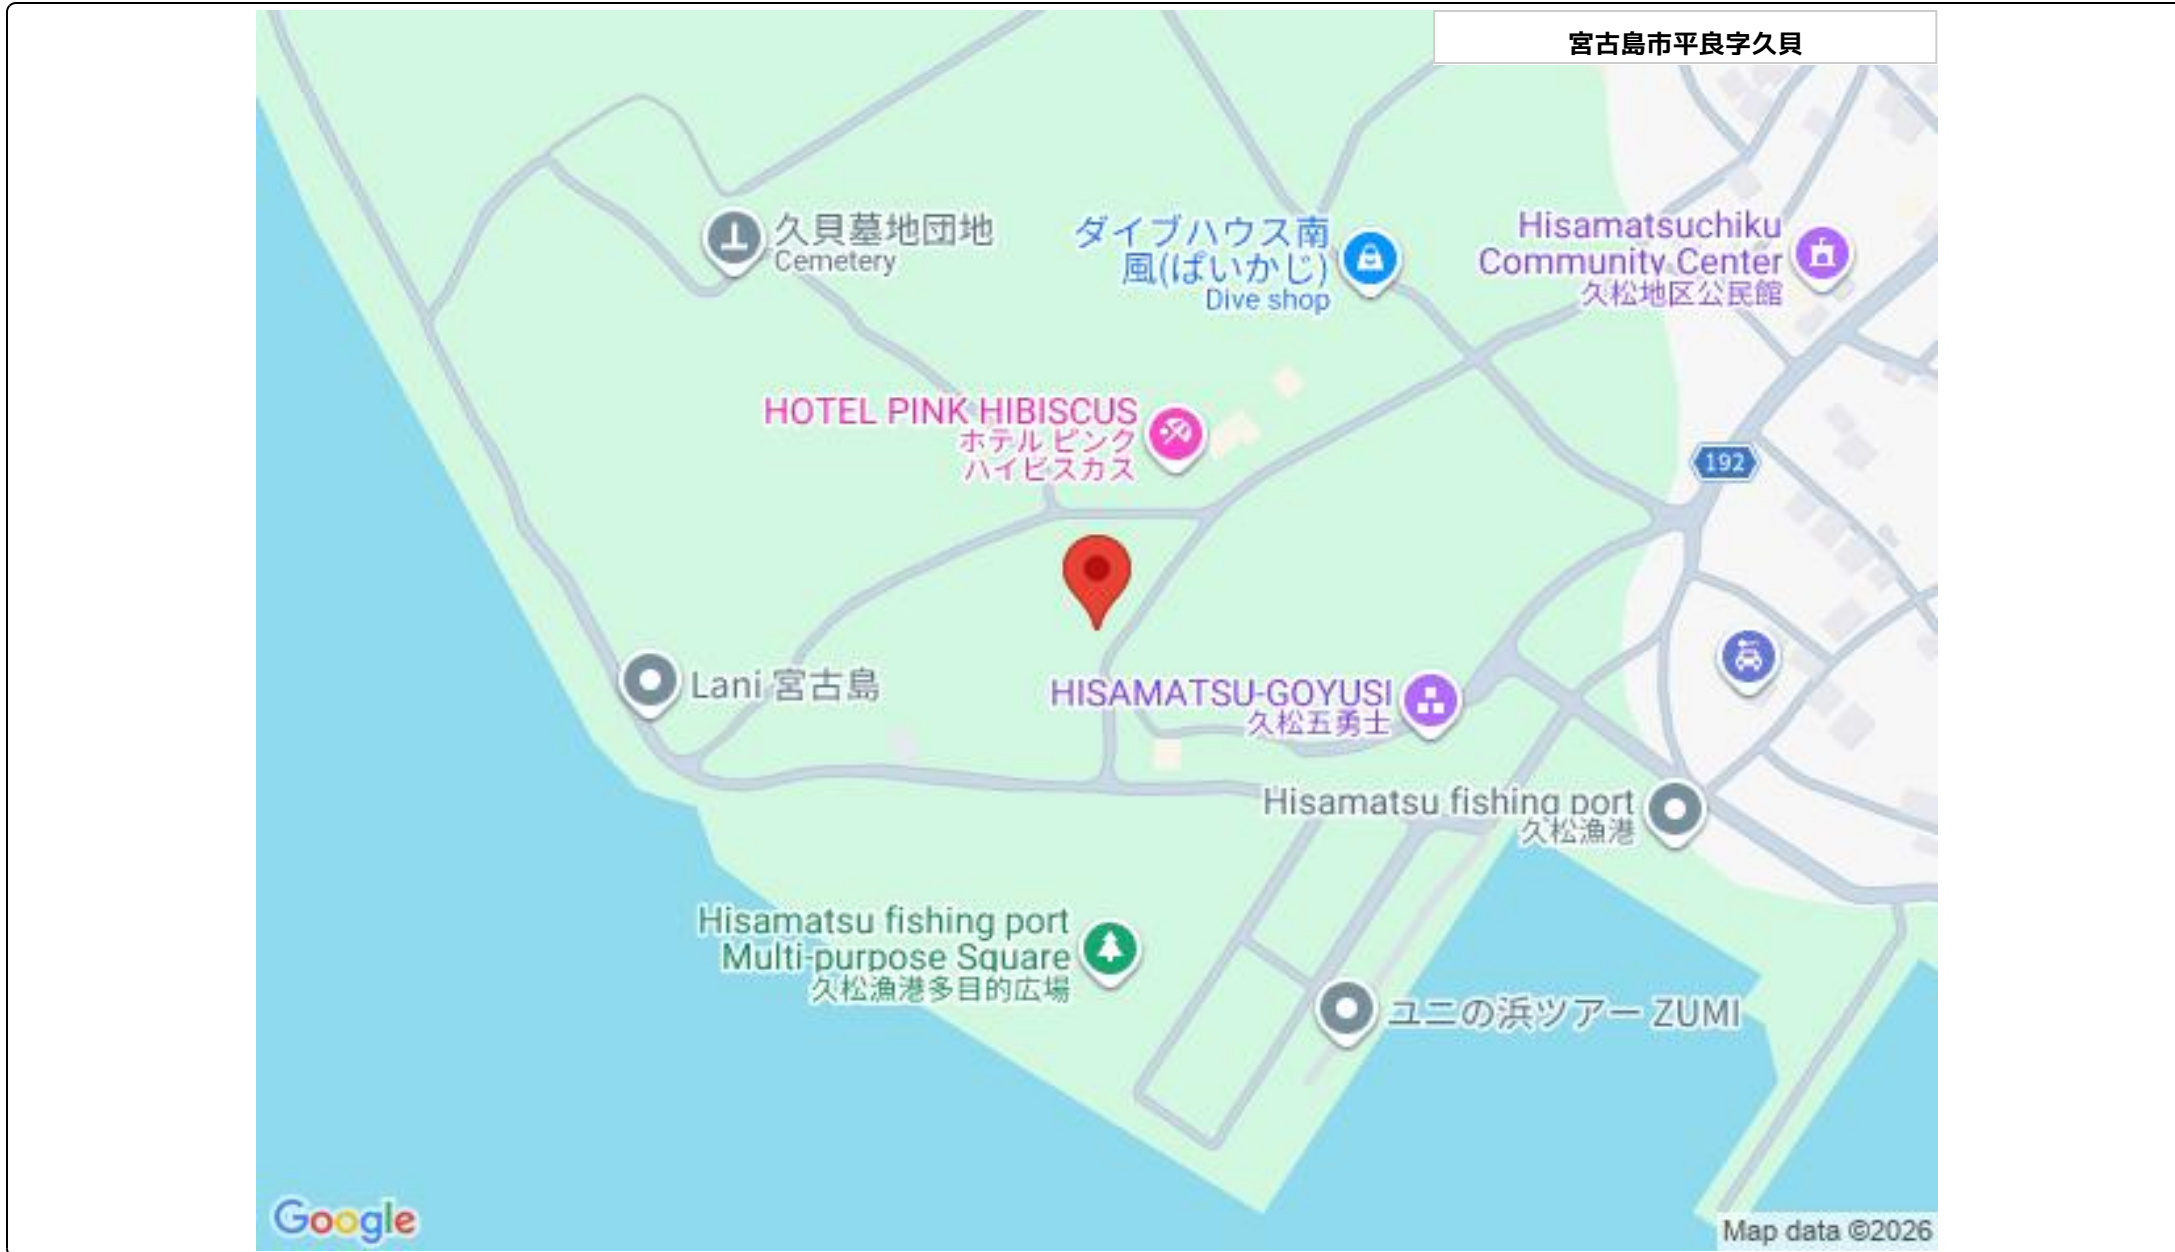 宮古島市平良字久貝
久貝墓地団地
Cemetery
ダイブハウス南
風(ぱいかじ)
Dive shop
Hisamatsuchiku
Community Center
久松地区公民館
HOTEL PINK HIBISCUS
ホテル ピンク
ハイビスカス
192
Lani 宮古島
HISAMATSU-GOYUSI
久松五勇士
Hisamatsu fishing port
久松漁港
Hisamatsu fishing port
Multi-purpose Square
久松漁港多目的広場
ユニの浜ツアー ZUMI
Google
Map data ©2026